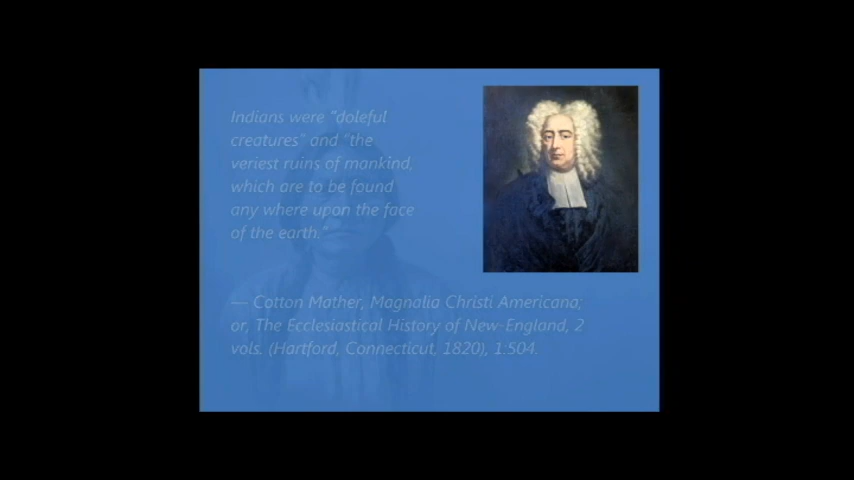 Indians were "doleful
creatures" and "the
veriest ruins of mankind,
which are to be found
any where upon the face
of the earth."
— Cotton Mather, Magnalia Christi Americana;
or, The Ecclesiastical History of New-England, 2
vols. (Hartford, Connecticut, 1820), 1:504.